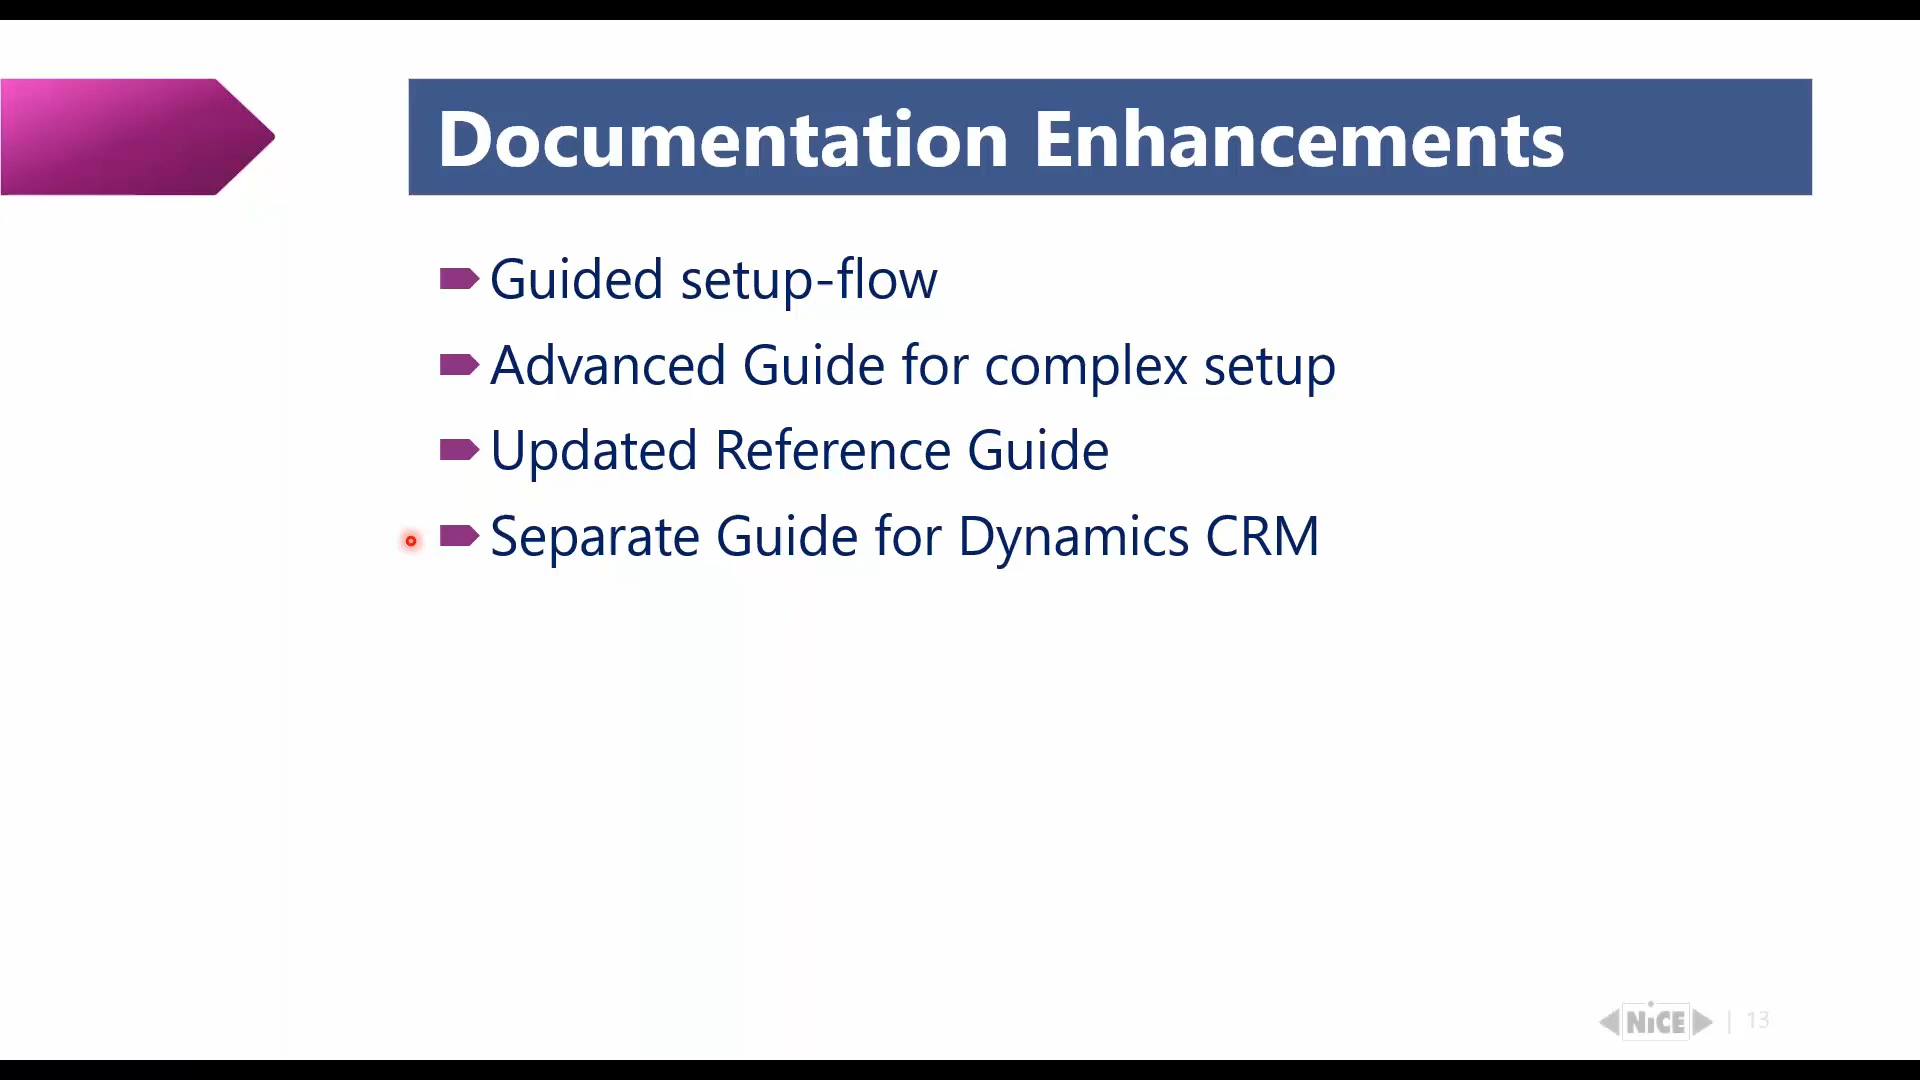 Documentation Enhancements
Guided setup-flow
Advanced Guide for complex setup
Updated Reference Guide
Separate Guide for Dynamics CRM
NiCE | 13